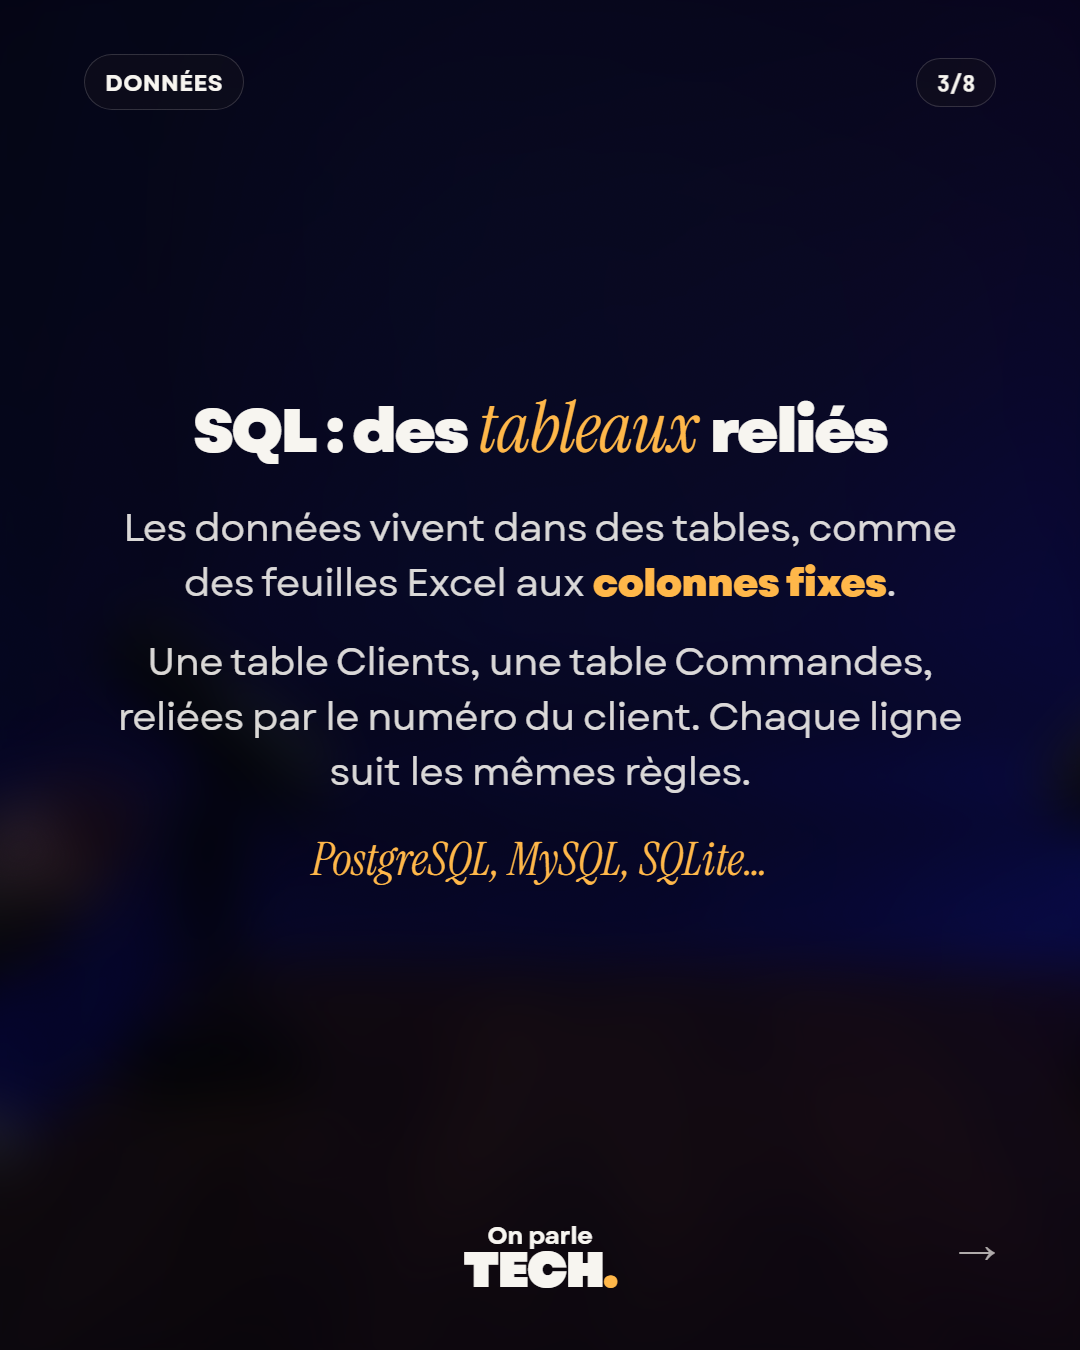 DONNÉES
3/8
SQL : des tableaux reliés
Les données vivent dans des tables, comme
des feuilles Excel aux colonnes fixes.
Une table Clients, une table Commandes,
reliées par le numéro du client. Chaque ligne
suit les mêmes règles.
PostgreSQL, MySQL, SQLite...
On parle
TECH.
→